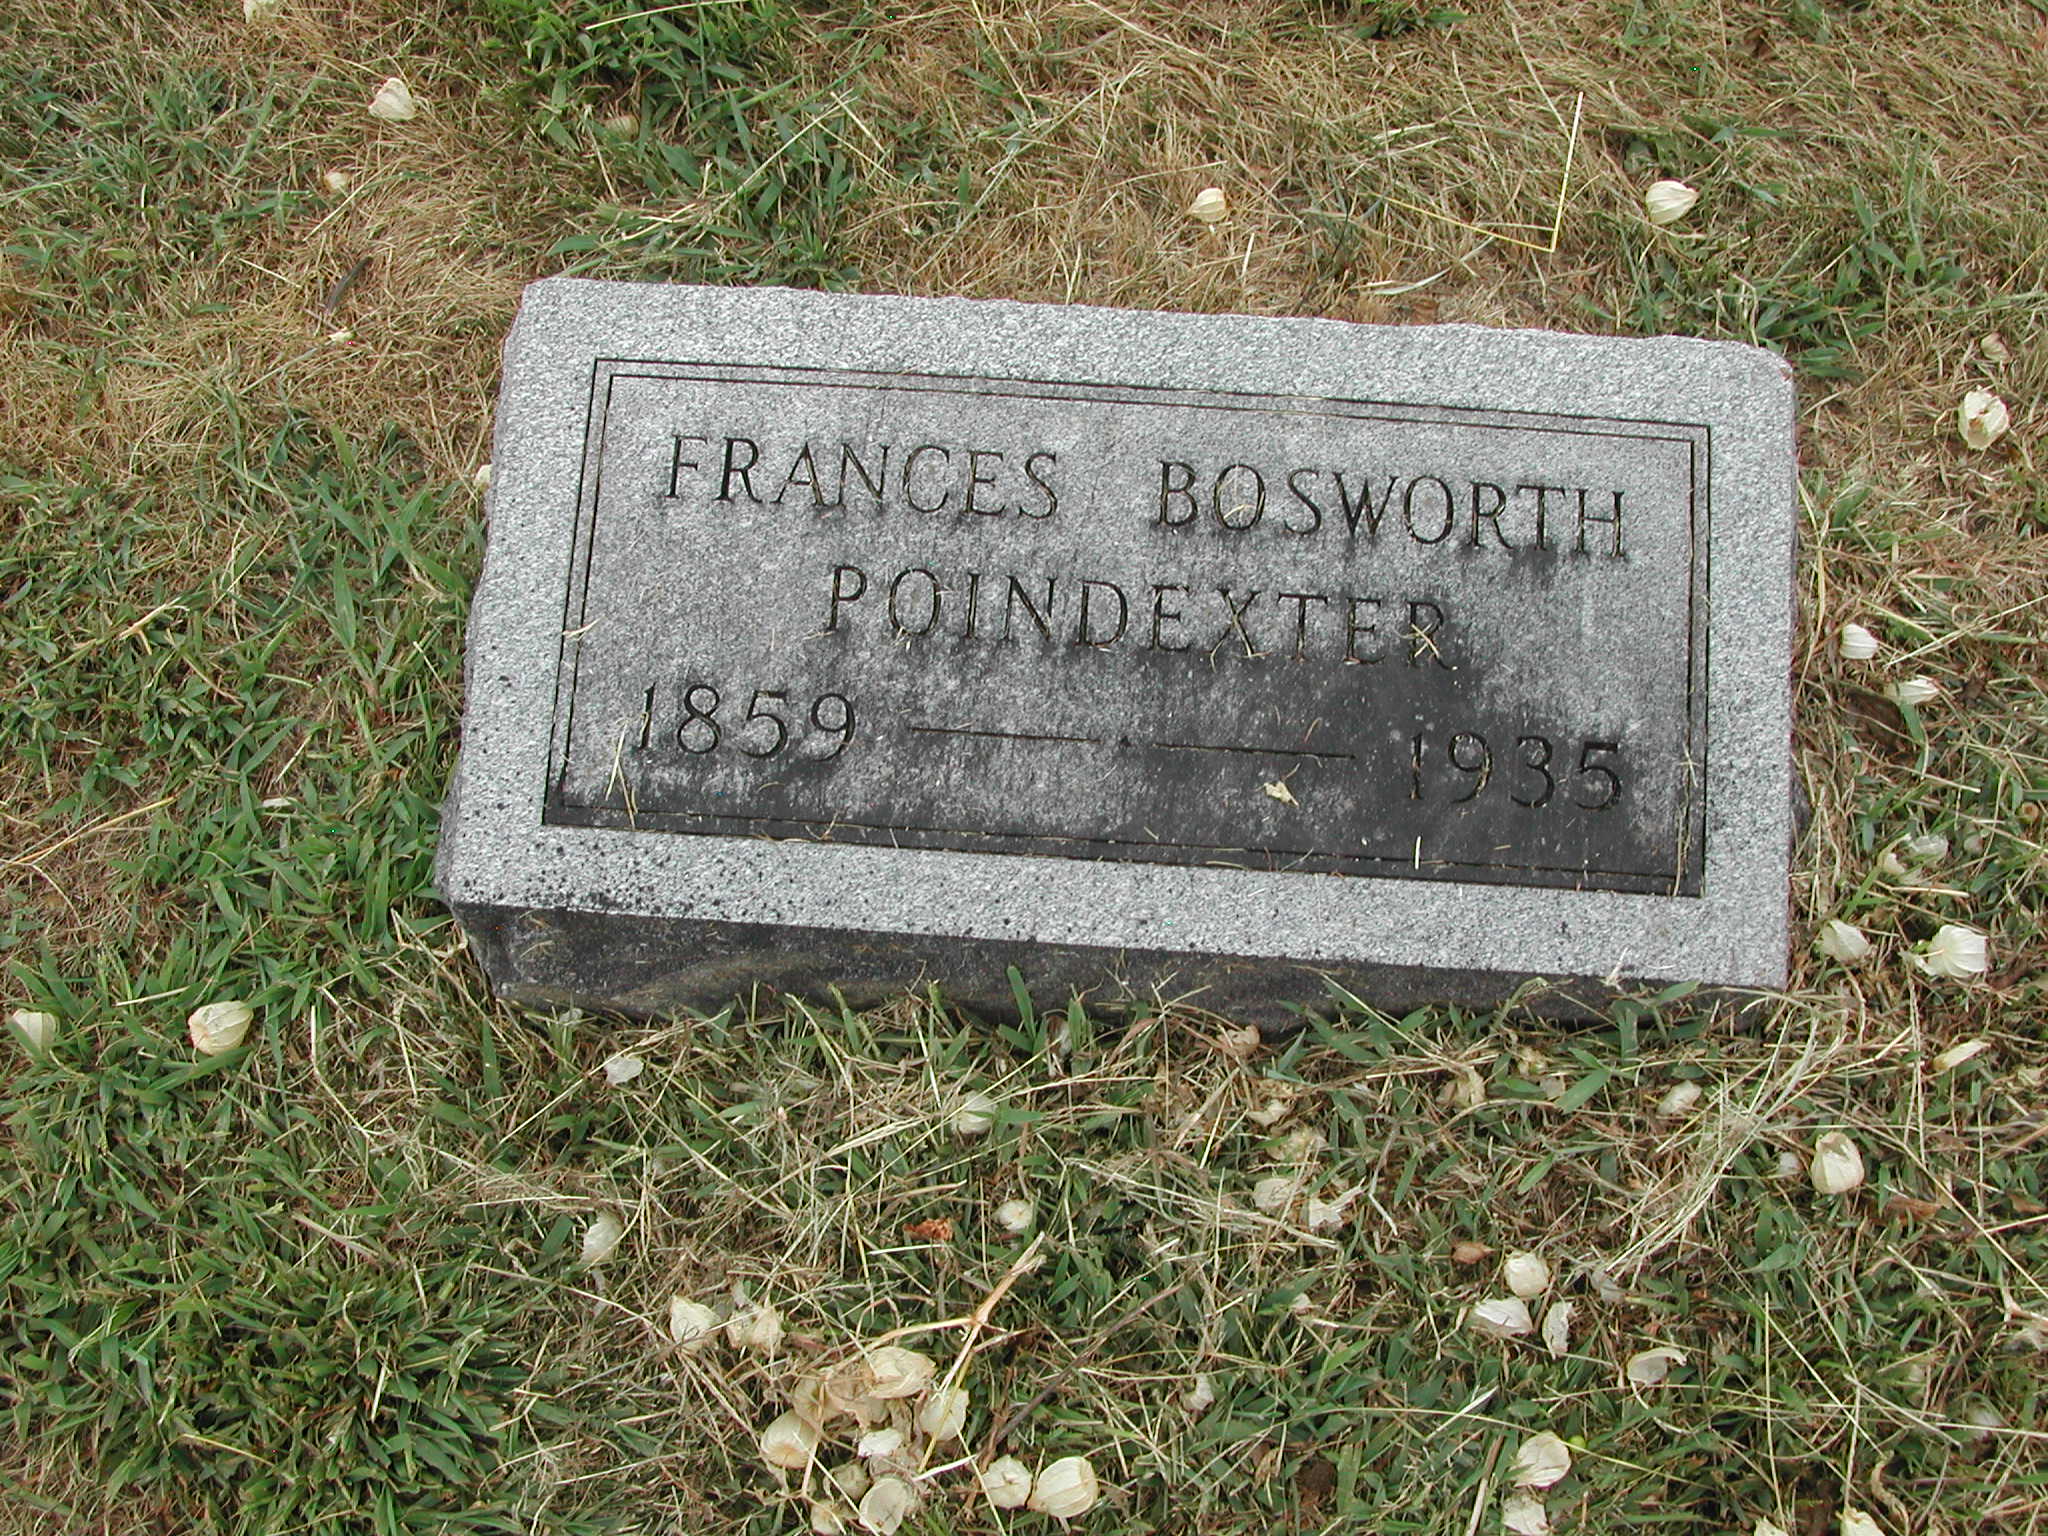 FRANCES BOSWORTH
POINDEXTER
1859 — · — 1935